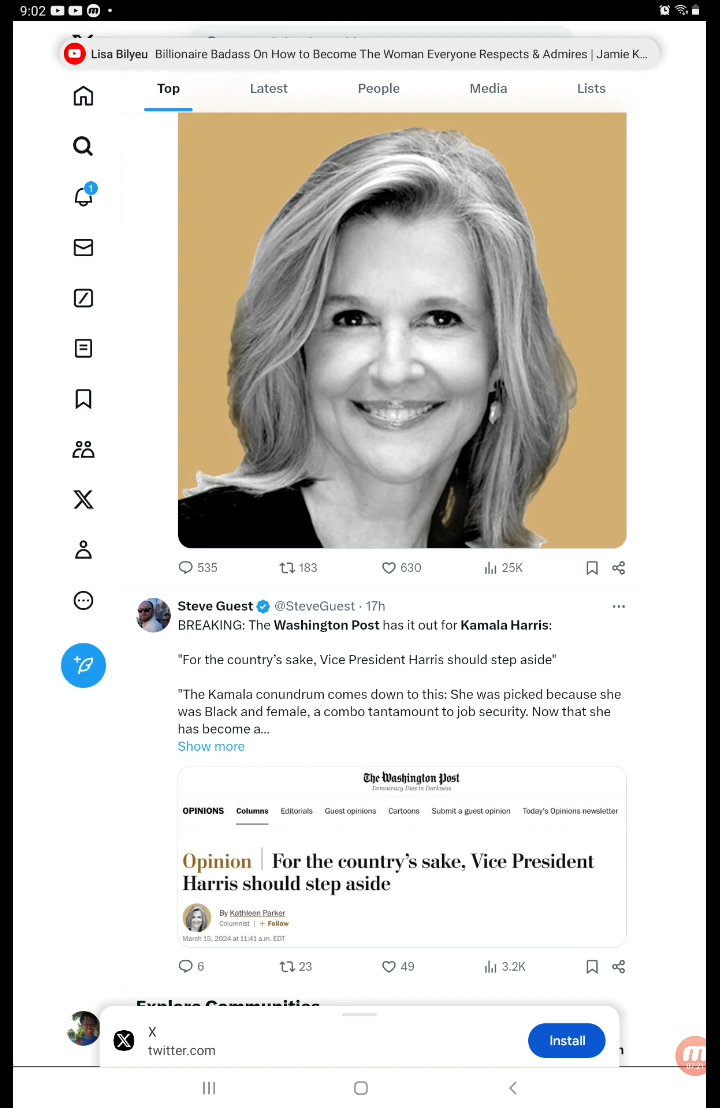 9:02
Lisa Bilyeu Billionaire Badass On How to Become The Woman Everyone Respects & Admires | Jamie K...
Top Latest People Media Lists
1
535 183 630 25K
Steve Guest @SteveGuest · 17h
BREAKING: The Washington Post has it out for Kamala Harris:
"For the country's sake, Vice President Harris should step aside"
"The Kamala conundrum comes down to this: She was picked because she
was Black and female, a combo tantamount to job security. Now that she
has become a...
Show more
The Washington Post
Democracy Dies in Darkness
OPINIONS Columns Editorials Guest opinions Cartoons Submit a guest opinion Today's Opinions newsletter
Opinion | For the country's sake, Vice President
Harris should step aside
By Kathleen Parker
Columnist | + Follow
March 15, 2024 at 11:41 a.m. EDT
6 23 49 3.2K
Explore Communities
X
twitter.com
Install
07:21